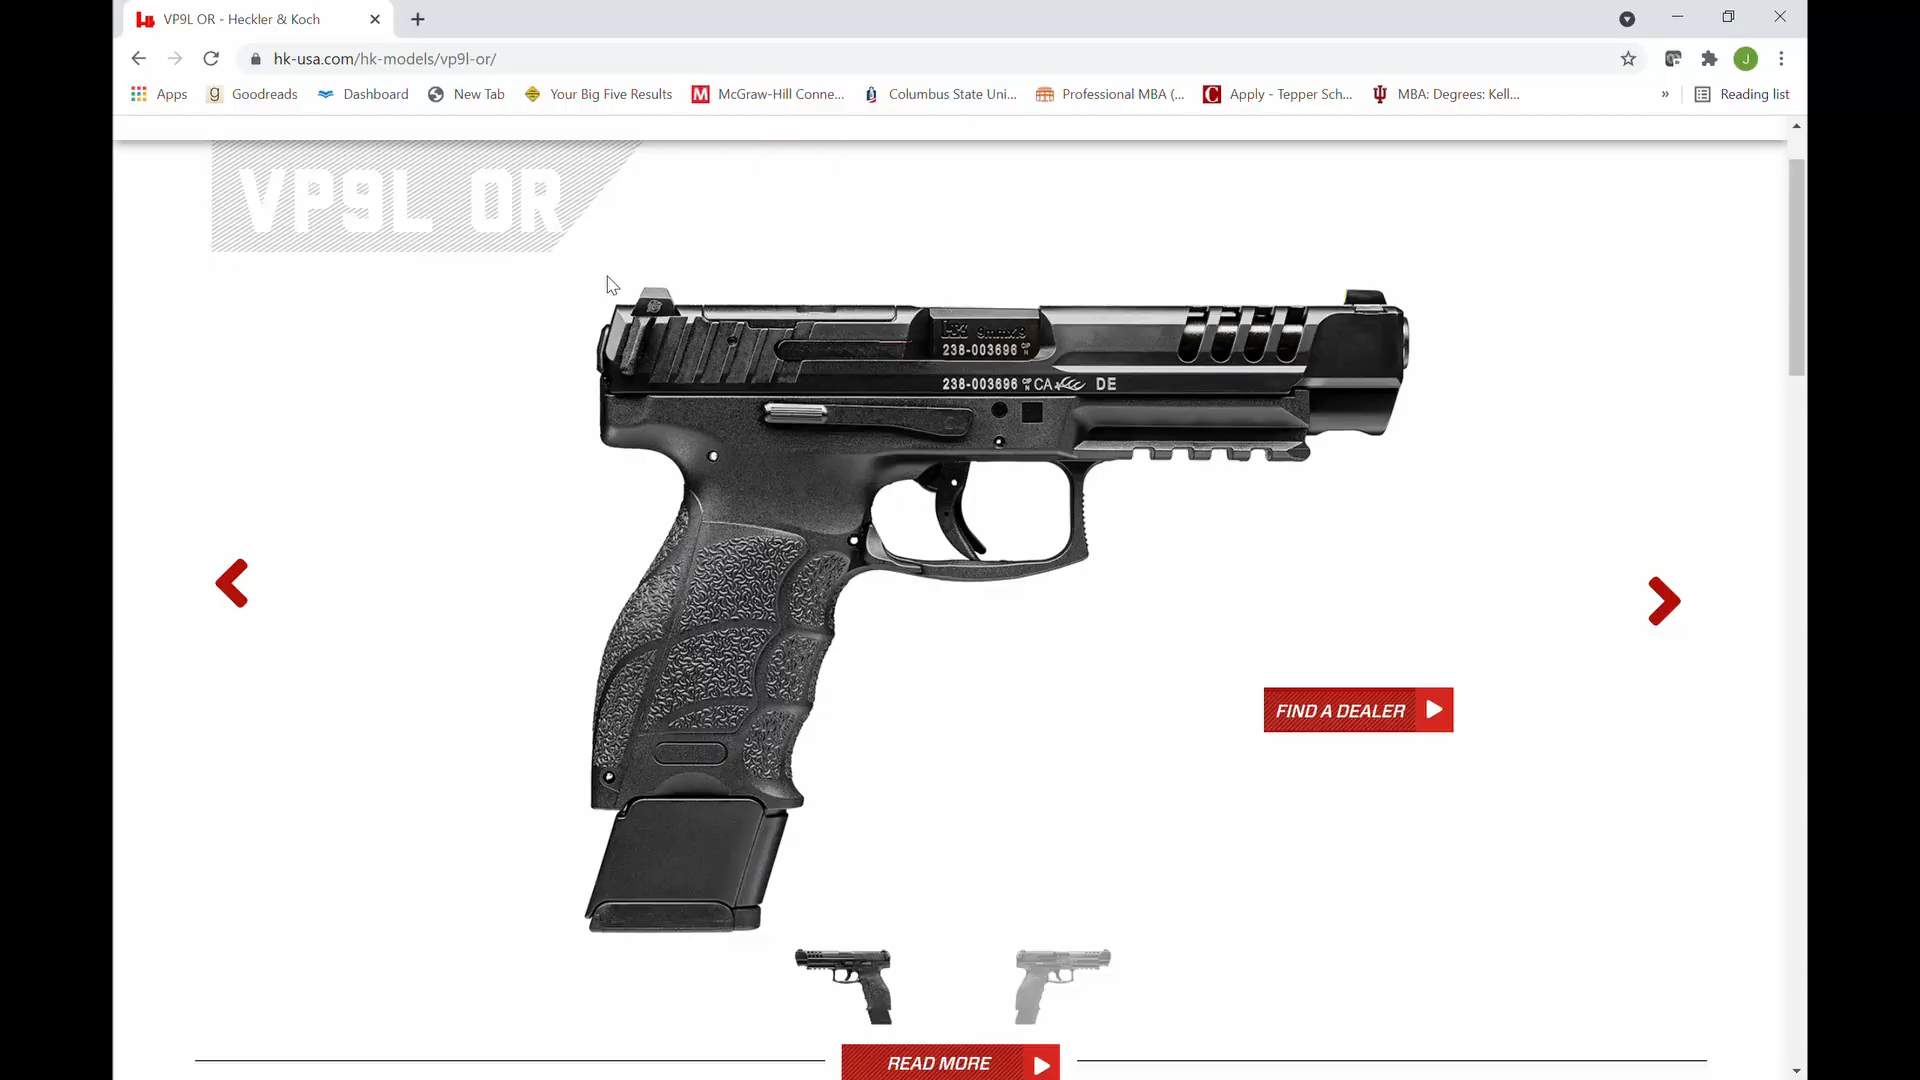 VP9L OR - Heckler & Koch
hk-usa.com/hk-models/vp9l-or/
J
Apps
Goodreads
Dashboard
New Tab
Your Big Five Results
McGraw-Hill Conne...
Columbus State Uni...
Professional MBA (...
Apply - Tepper Sch...
MBA: Degrees: Kell...
»
Reading list
VP9L OR
9mmx19
238-003696
238-003696 CA DE
FIND A DEALER
READ MORE